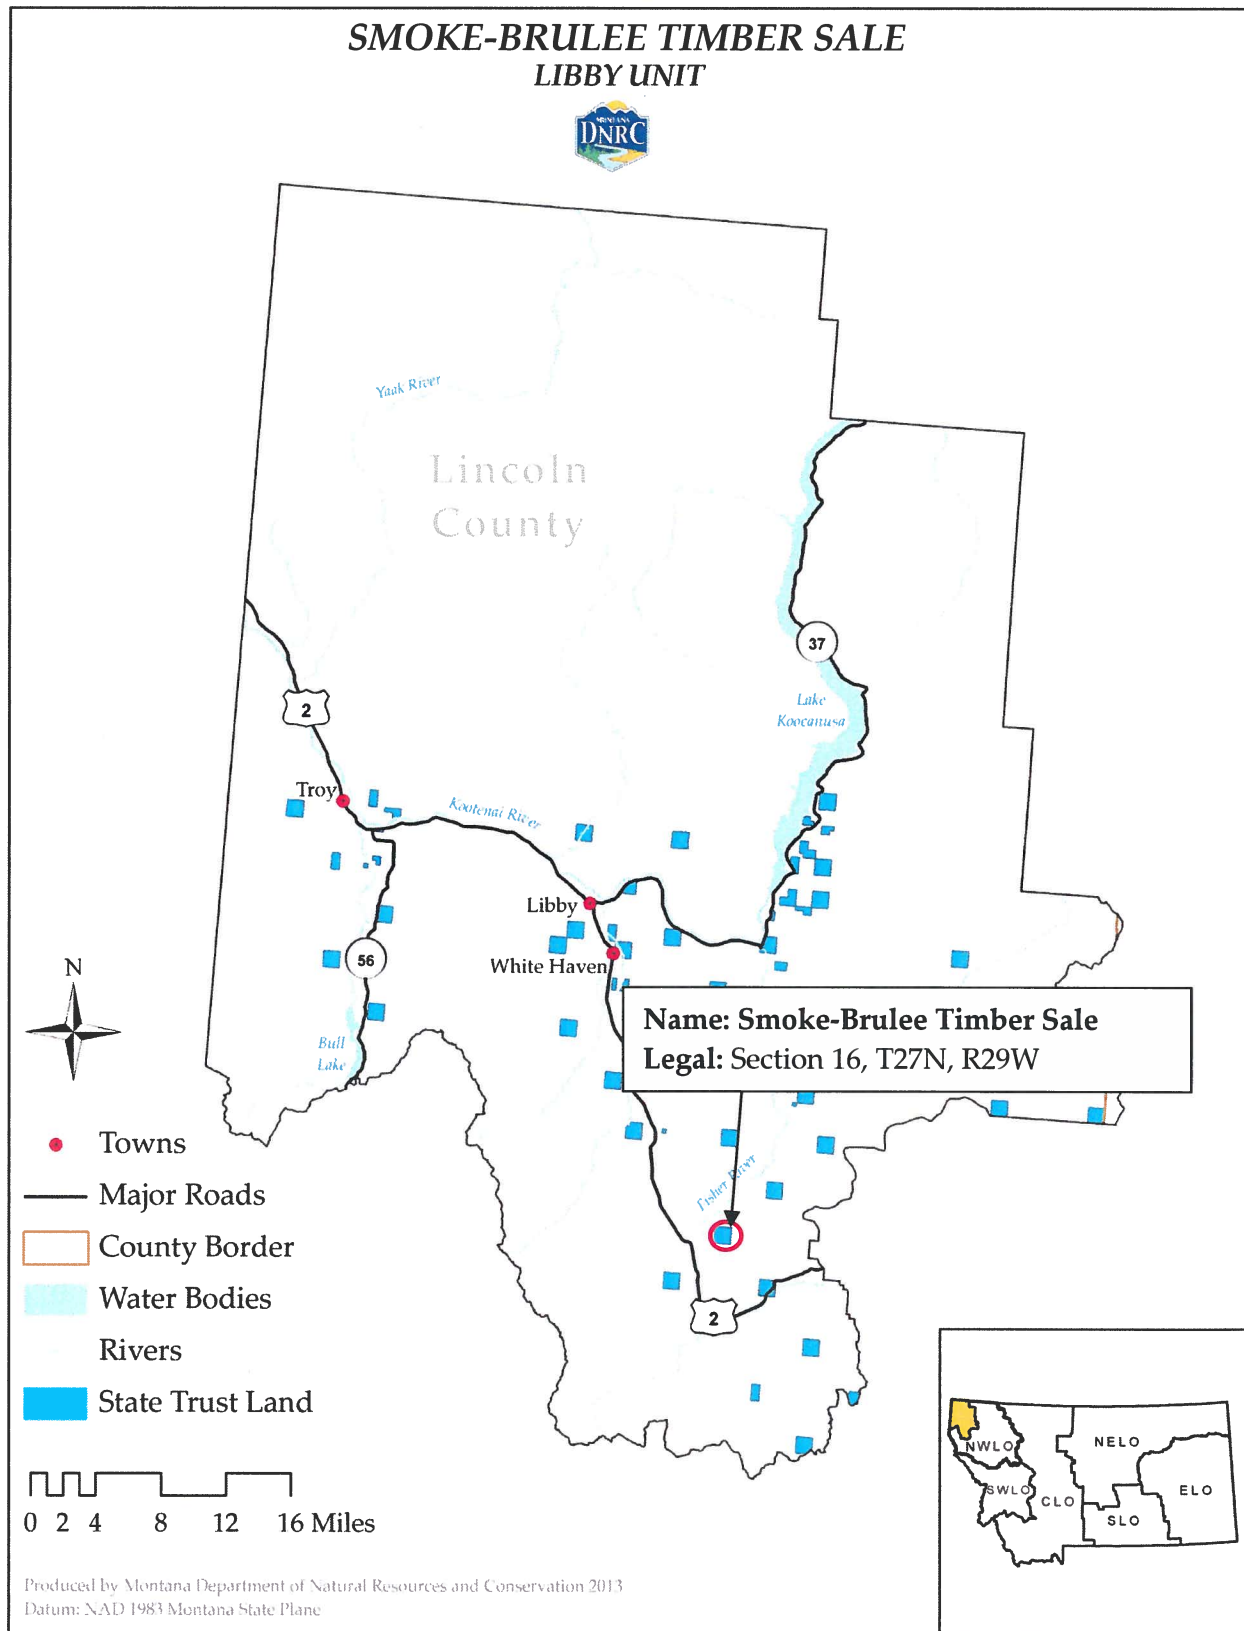 SMOKE-BRULEE TIMBER SALE
LIBBY UNIT
MONTANA
DNRC
Yaak River
Lincoln
County
37
Lake
Koocanusa
2
Troy
Kootenai River
Libby
White Haven
56
N
Bull
Lake
Name: Smoke-Brulee Timber Sale
Legal: Section 16, T27N, R29W
Fisher River
2
Towns
Major Roads
County Border
Water Bodies
Rivers
State Trust Land
0 2 4 8 12 16 Miles
NWLO
SWLO
CLO
NELO
SLO
ELO
Produced by Montana Department of Natural Resources and Conservation 2013
Datum: NAD 1983 Montana State Plane